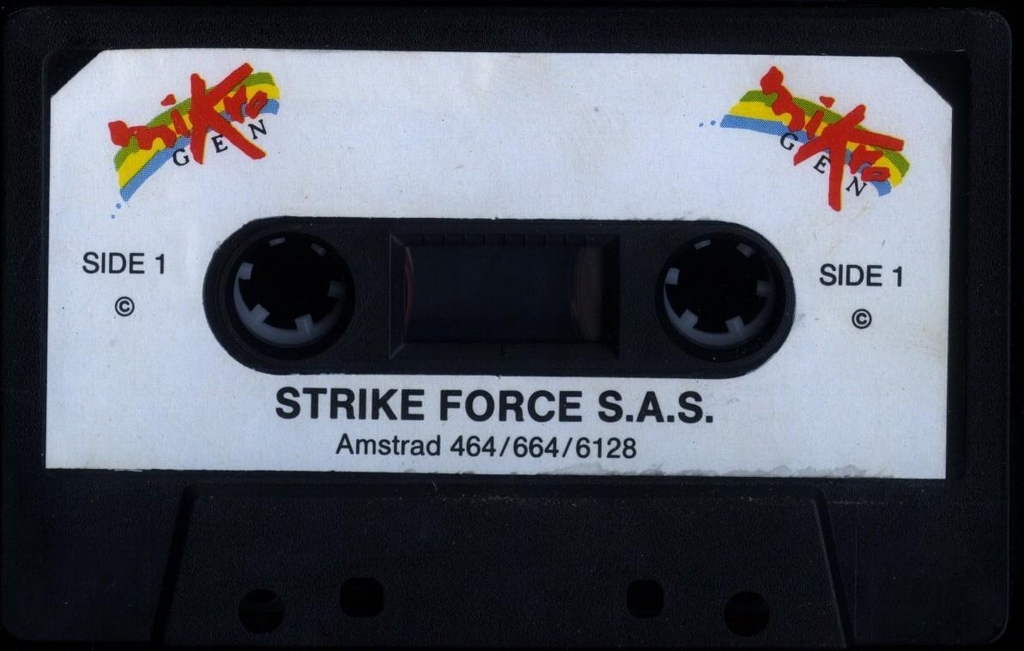 miKro
GEN
miKro
GEN
SIDE 1
©
SIDE 1
©
STRIKE FORCE S.A.S.
Amstrad 464/664/6128